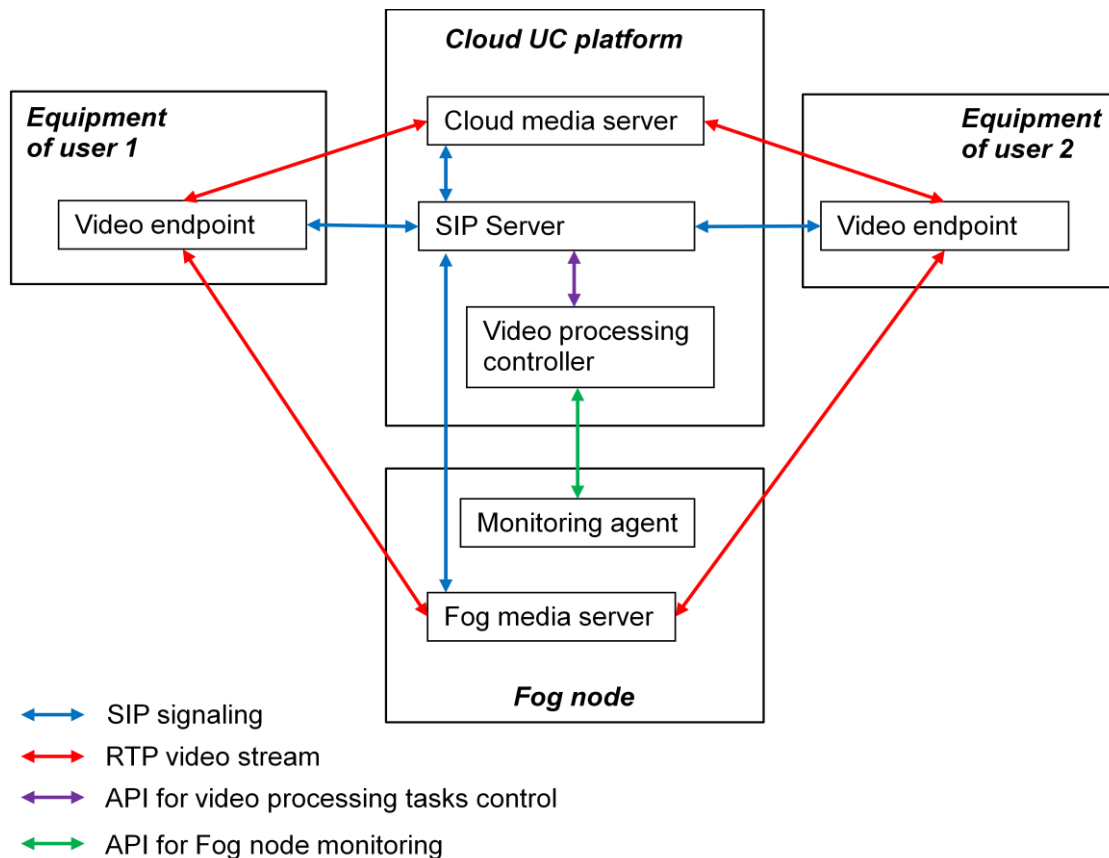 Cloud UC platform
Equipment
of user 1
Cloud media server
Equipment
of user 2
Video endpoint
SIP Server
Video endpoint
Video processing
controller
Monitoring agent
Fog media server
Fog node
SIP signaling
RTP video stream
API for video processing tasks control
API for Fog node monitoring